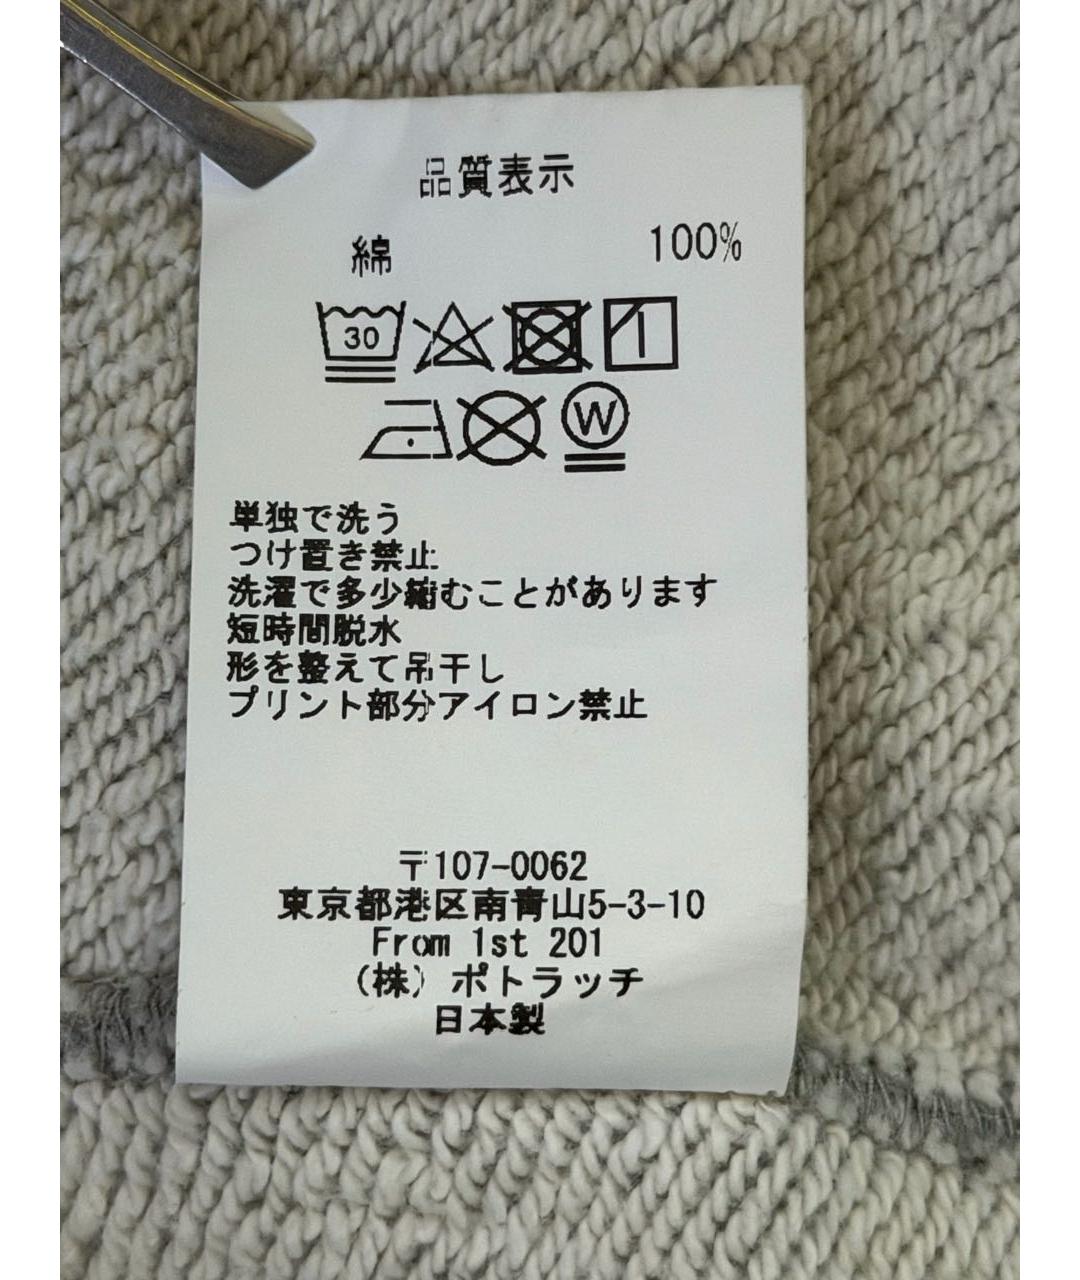 品質表示
綿 100%
30
W
単独で洗う
つけ置き禁止
洗濯で多少縮むことがあります
短時間脱水
形を整えて吊干し
プリント部分アイロン禁止
〒107-0062
東京都港区南青山5-3-10
From 1st 201
(株) ポトラッチ
日本製